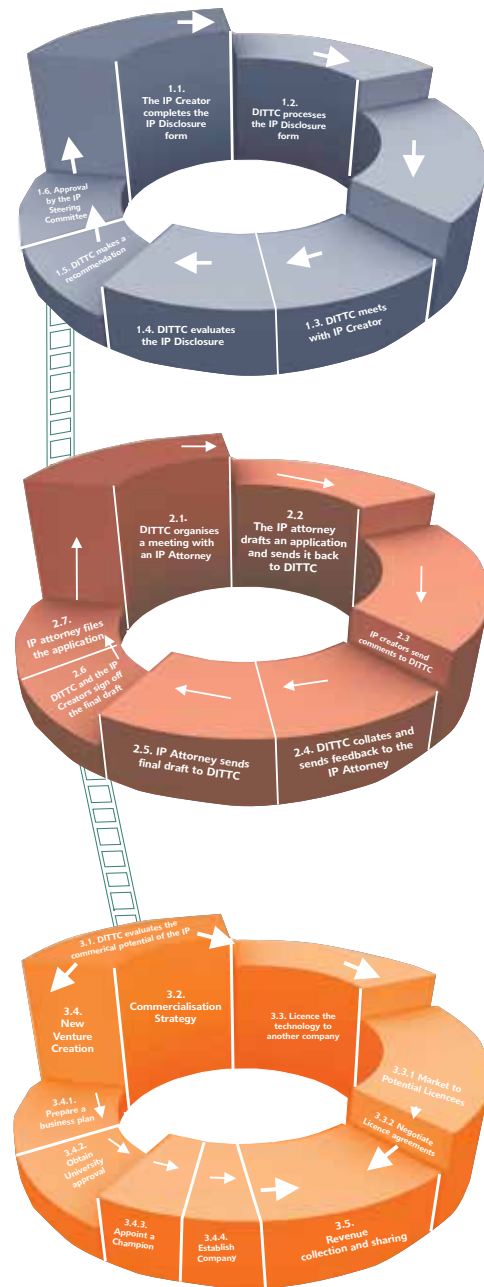 1.1.
The IP Creator
completes the
IP Disclosure
form
1.2.
DITTC processes
the IP Disclosure
form
1.3. DITTC meets
with IP Creator
1.4. DITTC evaluates
the IP Disclosure
1.5. DITTC makes a
recommendation
1.6, Approval
by the IP
Steering
Committee
2.1.
DITTC organises
a meeting with
an IP Attorney
2.2
The IP attorney
drafts an application
and sends it back
to DITTC
2.3
IP creators send
comments to DITTC
2.4. DITTC collates and
sends feedback to the
IP Attorney
2.5. IP Attorney sends
final draft to DITTC
2.6
DITTC and the IP
Creators sign off
the final draft
2.7.
IP attorney files
the application
3.1. DITTC evaluates the
commerical potential of the IP
3.2.
Commercialisation
Strategy
3.3. Licence the
technology to
another company
3.3.1 Market to
Potential Licencees
3.3.2 Negotiate
Licence agreements
3.4.
New
Venture
Creation
3.4.1.
Prepare a
business plan
3.4.2.
Obtain
University
approval
3.4.3.
Appoint a
Champion
3.4.4.
Establish
Company
3.5.
Revenue
collection and sharing